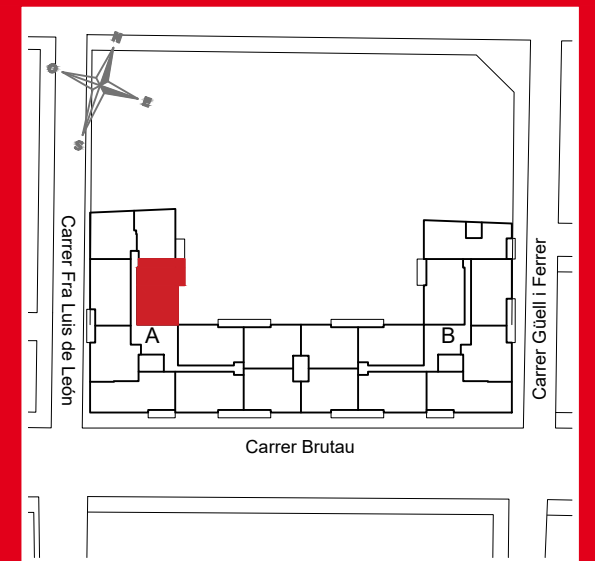 N
O
E
S
Carrer Fra Luis de León
A
B
Carrer Güell i Ferrer
Carrer Brutau